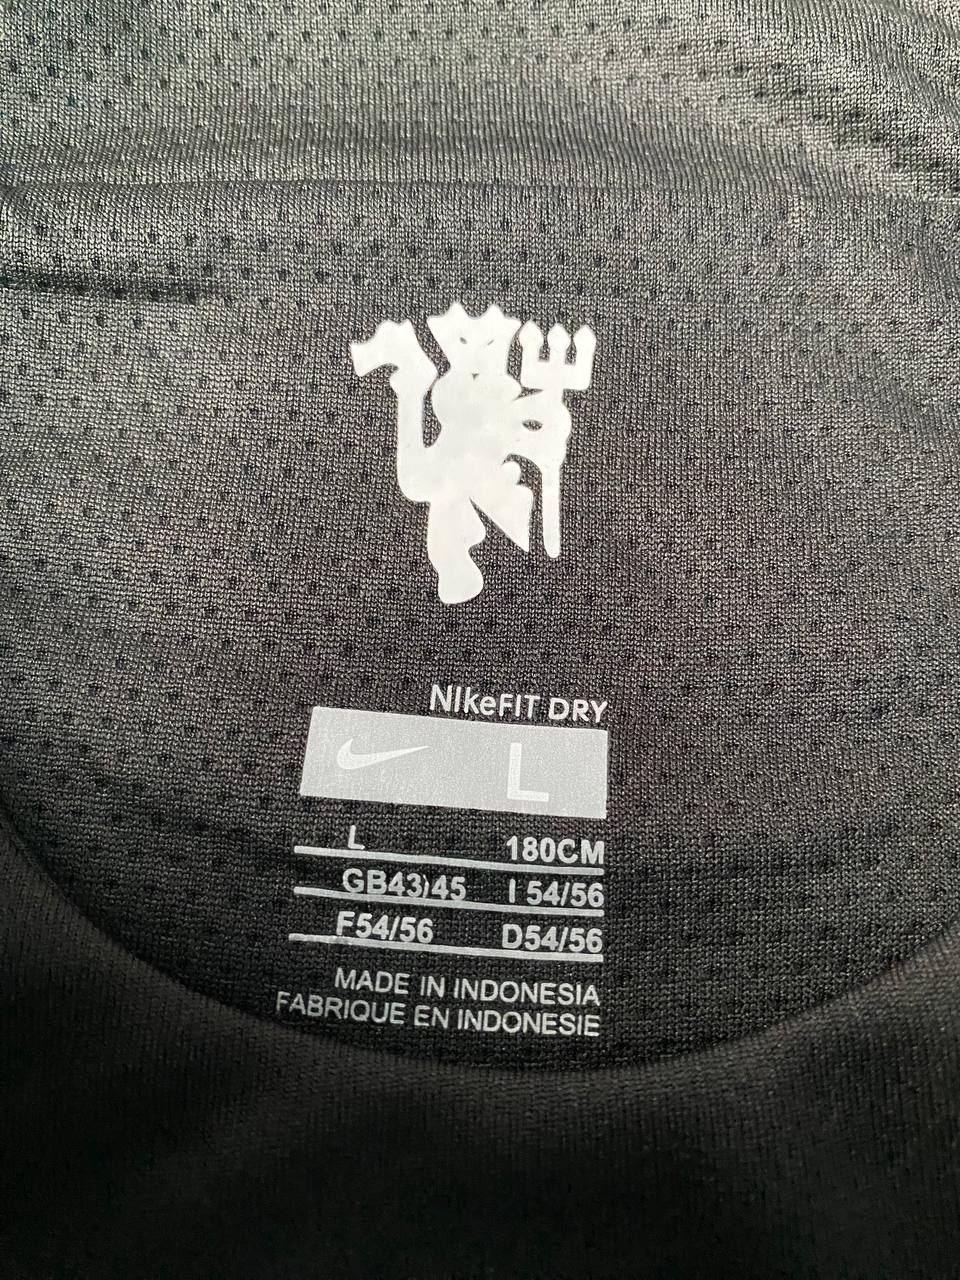 NIkeFIT DRY
L
L 180CM
GB43)45 I 54/56
F54/56 D54/56
MADE IN INDONESIA
FABRIQUE EN INDONESIE